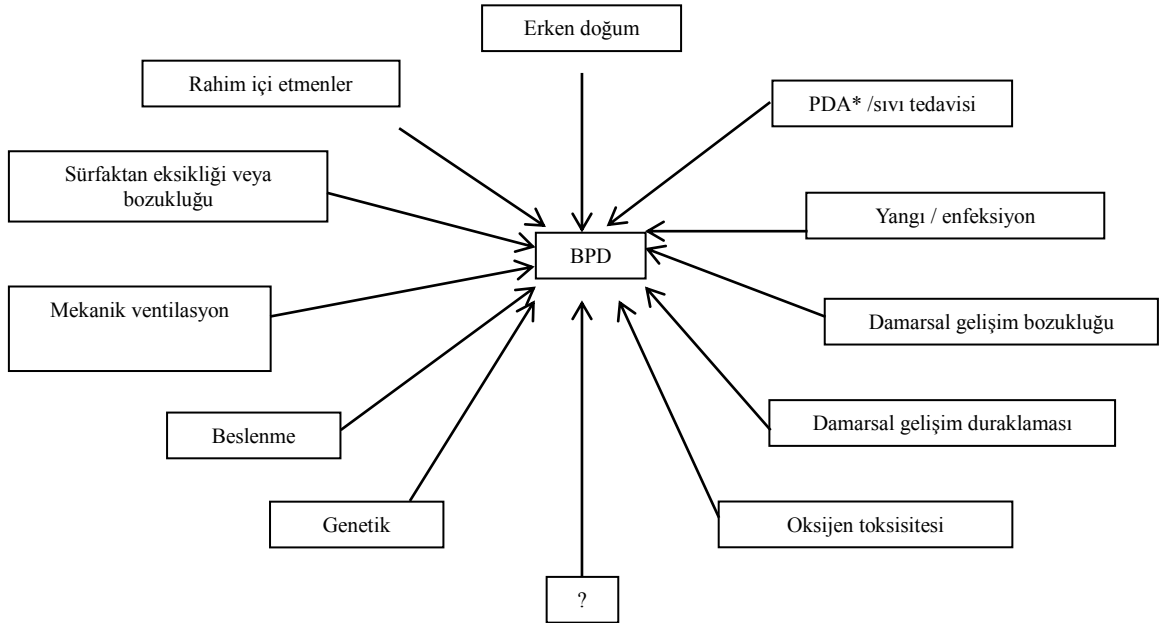 Erken doğum
Rahim içi etmenler
PDA* /sıvı tedavisi
Sürfaktan eksikliği veya
bozukluğu
Yangı / enfeksiyon
BPD
Mekanik ventilasyon
Damarsal gelişim bozukluğu
Beslenme
Damarsal gelişim duraklaması
Genetik
Oksijen toksisitesi
?